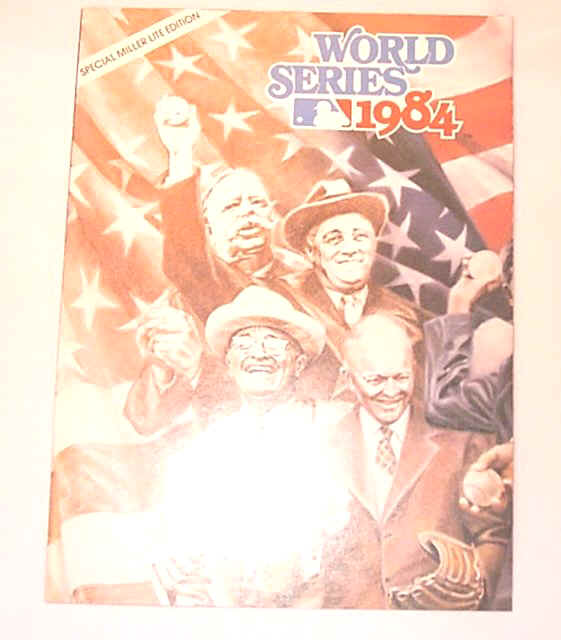 SPECIAL MILLER LITE EDITION
WORLD
SERIES
1984